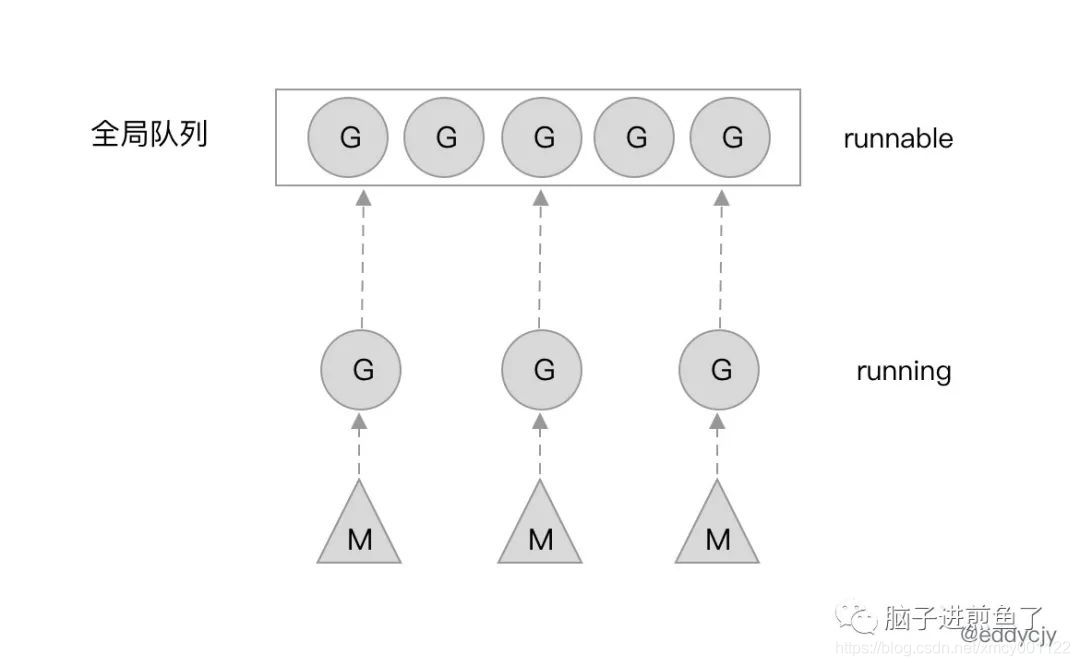 全局队列 G G G G G runnable
G G G running
M M M
脑子进煎鱼了
@eddycjy
https://blog.csdn.net/xmcy001122